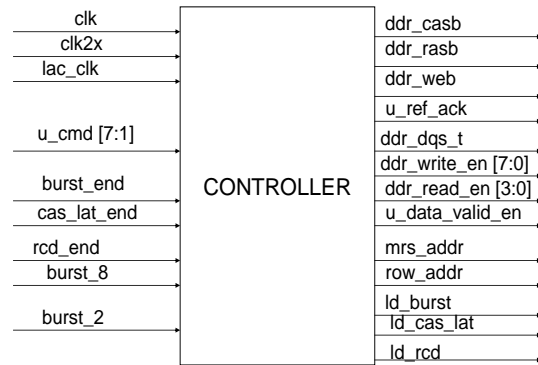 clk
clk2x
lac_clk
u_cmd [7:1]
burst_end
cas_lat_end
rcd_end
burst_8
burst_2
CONTROLLER
ddr_casb
ddr_rasb
ddr_web
u_ref_ack
ddr_dqs_t
ddr_write_en [7:0]
ddr_read_en [3:0]
u_data_valid_en
mrs_addr
row_addr
ld_burst
ld_cas_lat
ld_rcd